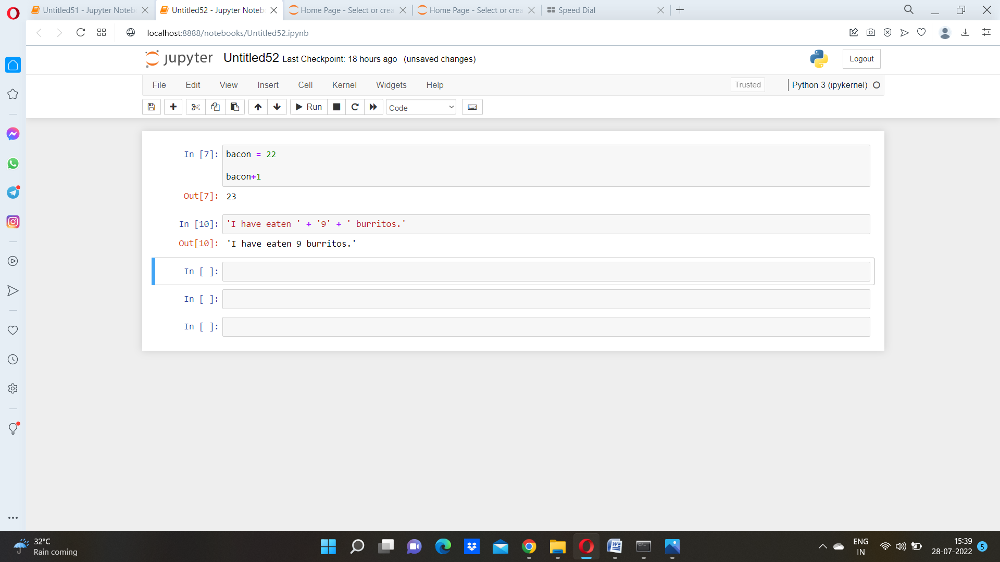 Untitled51 - Jupyter Noteb
Untitled52 - Jupyter Noteb
Home Page - Select or crea
Home Page - Select or crea
Speed Dial
localhost:8888/notebooks/Untitled52.ipynb
jupyter Untitled52 Last Checkpoint: 18 hours ago (unsaved changes)
Logout
File Edit View Insert Cell Kernel Widgets Help
Trusted
Python 3 (ipykernel)
Run
Code
In [7]: bacon = 22
bacon+1
Out[7]: 23
In [10]: 'I have eaten ' + '9' + ' burritos.'
Out[10]: 'I have eaten 9 burritos.'
In [ ]:
In [ ]:
In [ ]:
32°C
Rain coming
ENG
IN
15:39
28-07-2022
5